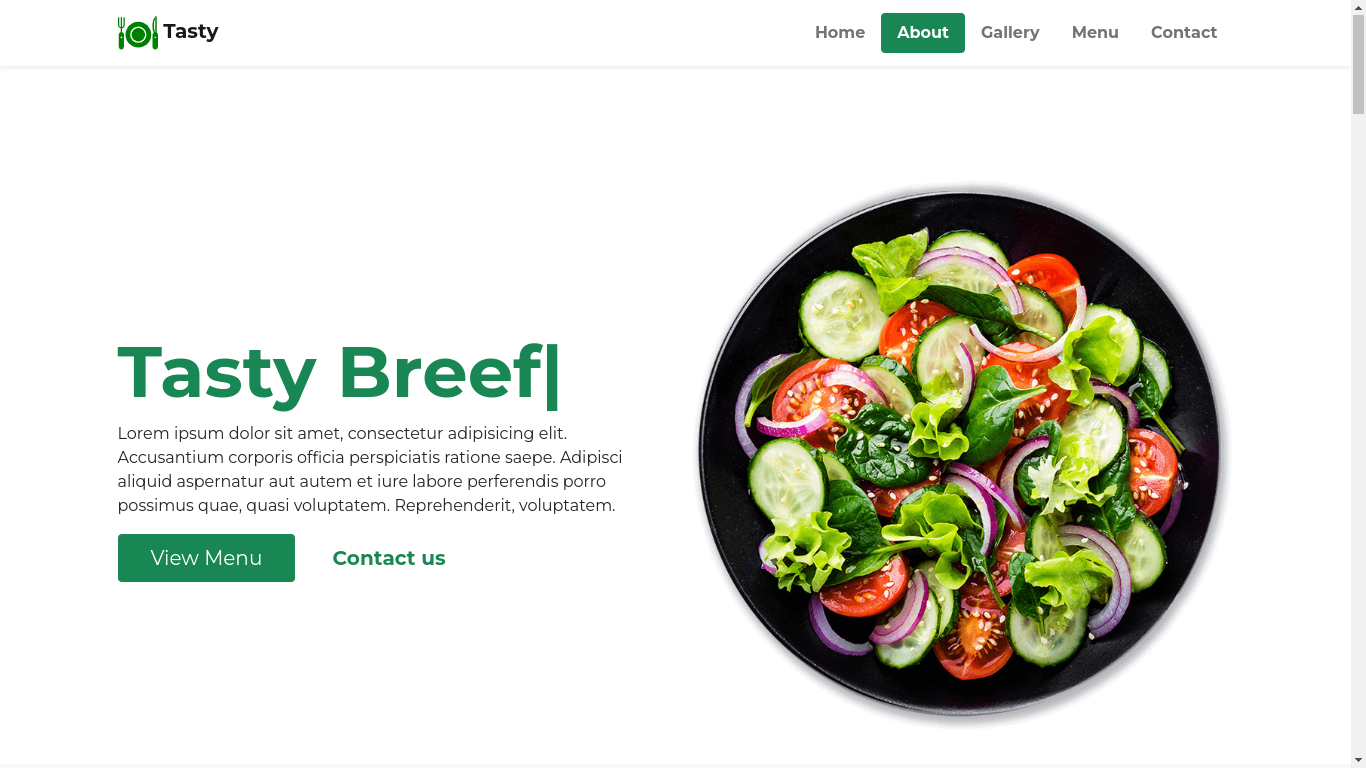 Tasty
Home
About
Gallery
Menu
Contact
Tasty Breef|
Lorem ipsum dolor sit amet, consectetur adipisicing elit.
Accusantium corporis officia perspiciatis ratione saepe. Adipisci
aliquid aspernatur aut autem et iure labore perferendis porro
possimus quae, quasi voluptatem. Reprehenderit, voluptatem.
View Menu
Contact us